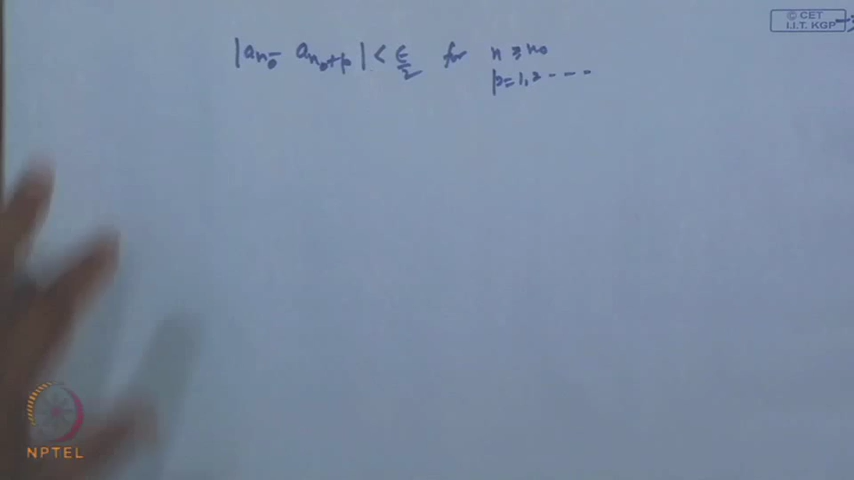 © CET
I.I.T. KGP
|a_{n_0} - a_{n_0+p}| < ε/2 for n ≥ n_0
p = 1, 2 - - - -
NPTEL